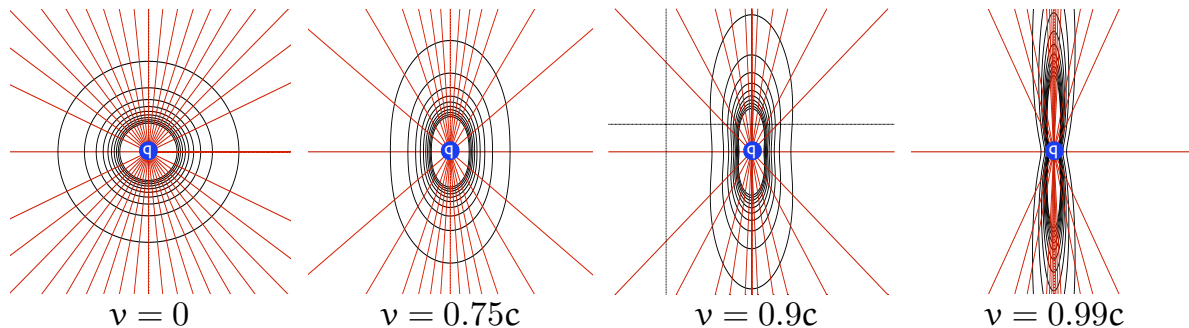 q q q q
v = 0 v = 0.75c v = 0.9c v = 0.99c